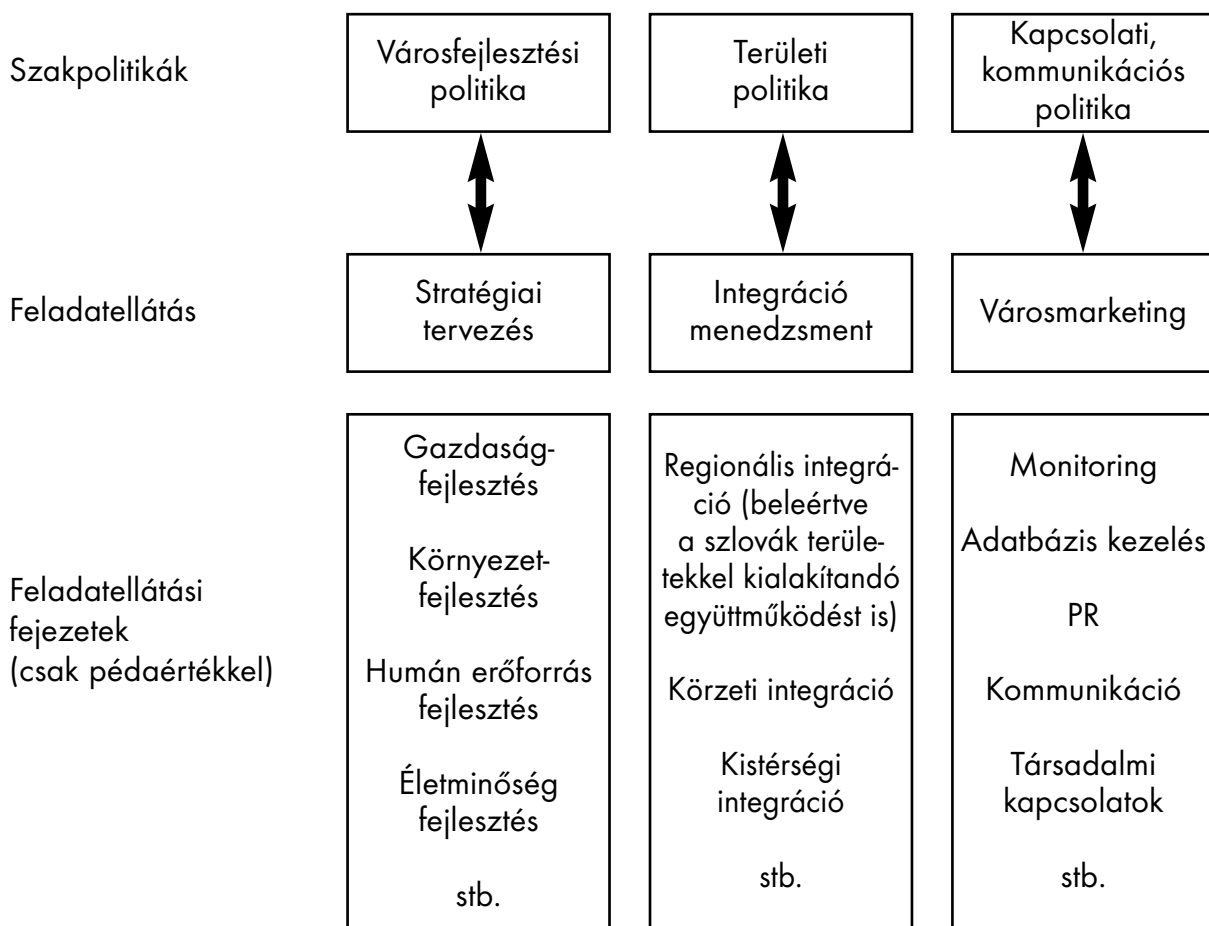 Szakpolitikák
Városfejlesztési
politika
Területi
politika
Kapcsolati,
kommunikációs
politika
Feladatellátás
Stratégiai
tervezés
Integráció
menedzsment
Városmarketing
Feladatellátási
fejezetek
(csak pédaértékkel)
Gazdaság-
fejlesztés
Környezet-
fejlesztés
Humán erőforrás
fejlesztés
Életminőség
fejlesztés
stb.
Regionális integrá-
ció (beleértve
a szlovák terüle-
tekkel kialakítandó
együttműködést is)
Körzeti integráció
Kistérségi
integráció
stb.
Monitoring
Adatbázis kezelés
PR
Kommunikáció
Társadalmi
kapcsolatok
stb.